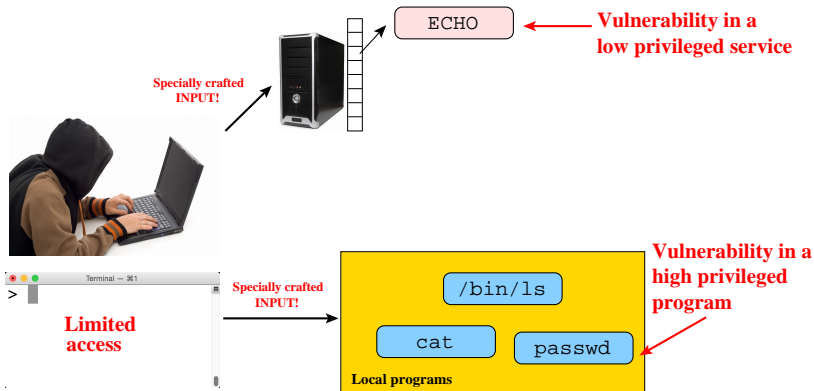 ECHO
Vulnerability in a
low privileged service
Specially crafted
INPUT!
Terminal — ⌘1
>
Limited
access
Specially crafted
INPUT!
/bin/ls
cat
passwd
Local programs
Vulnerability in a
high privileged
program